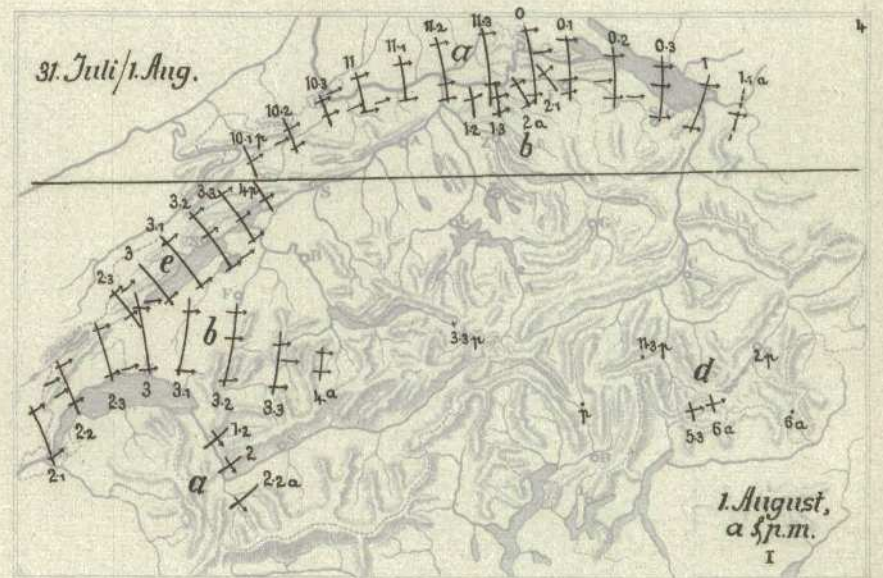 4
31. Juli/1. Aug.
10·1 p
10·2
10·3
11
11·1
11·2
a
11·3
0
0·1
0·2
0·3
1
1·1 a
1·2
1·3
2 a
2·1
b
4·p
3·3
3·2
3·1
3
2·3
e
b
2·1
2·2
2·3
3
3·1
3·2
3·3
4·a
1·2
2
a
2·2 a
3·3 p
11·3 p
2 p
p
d
5·3
6 a
6 a
1. August,
a & p.m.
I